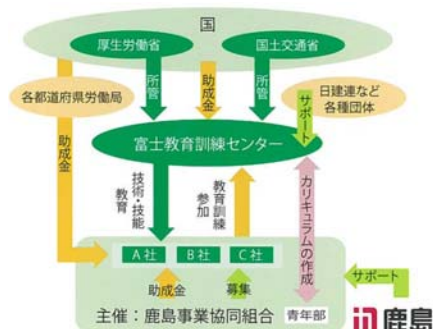 国
厚生労働省
国土交通省
所管
助成金
所管
各都道府県労働局
日建連など
各種団体
サポート
助成金
富士教育訓練センター
技術・技能
教育
教育訓練
参加
カリキュラムの作成
A社
B社
C社
助成金
募集
サポート
主催：鹿島事業協同組合
青年部
鹿島